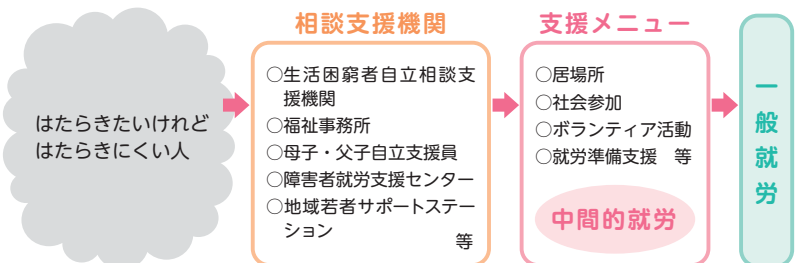 はたらきたいけれど
はたらきにくい人
相談支援機関
○生活困窮者自立相談支
援機関
○福祉事務所
○母子・父子自立支援員
○障害者就労支援センター
○地域若者サポートステー
ション
等
支援メニュー
○居場所
○社会参加
○ボランティア活動
○就労準備支援　等
中間的就労
一般就労